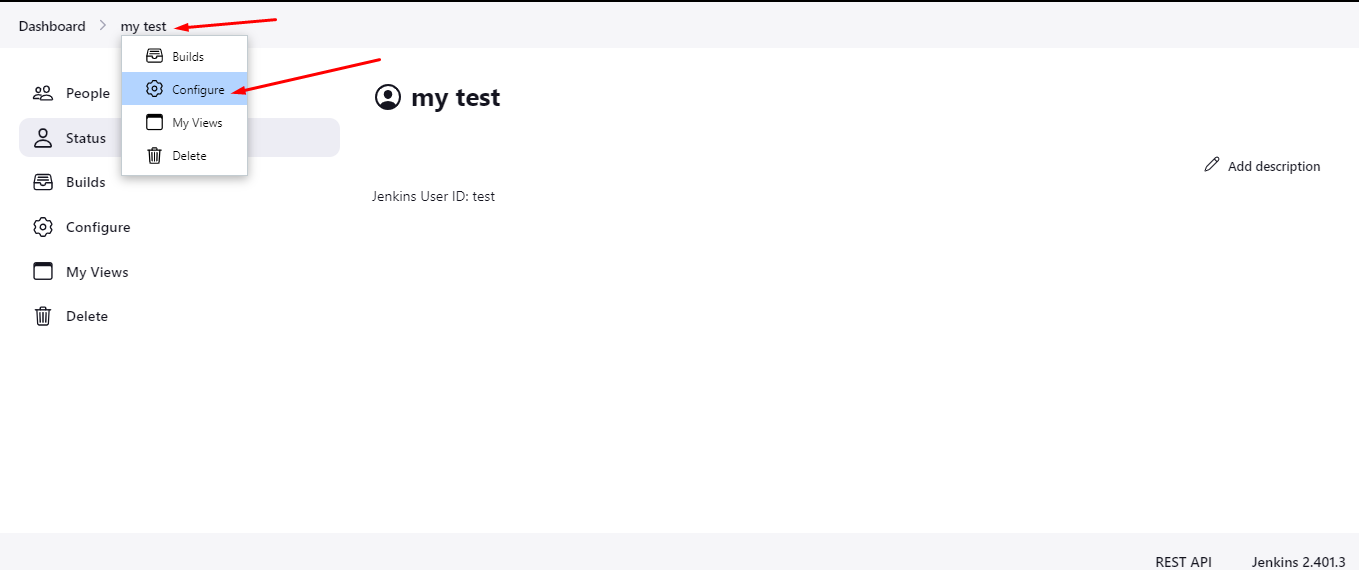 Dashboard
my test
Builds
Configure
My Views
Delete
People
Status
Builds
Configure
My Views
Delete
my test
Add description
Jenkins User ID: test
REST API
Jenkins 2.401.3